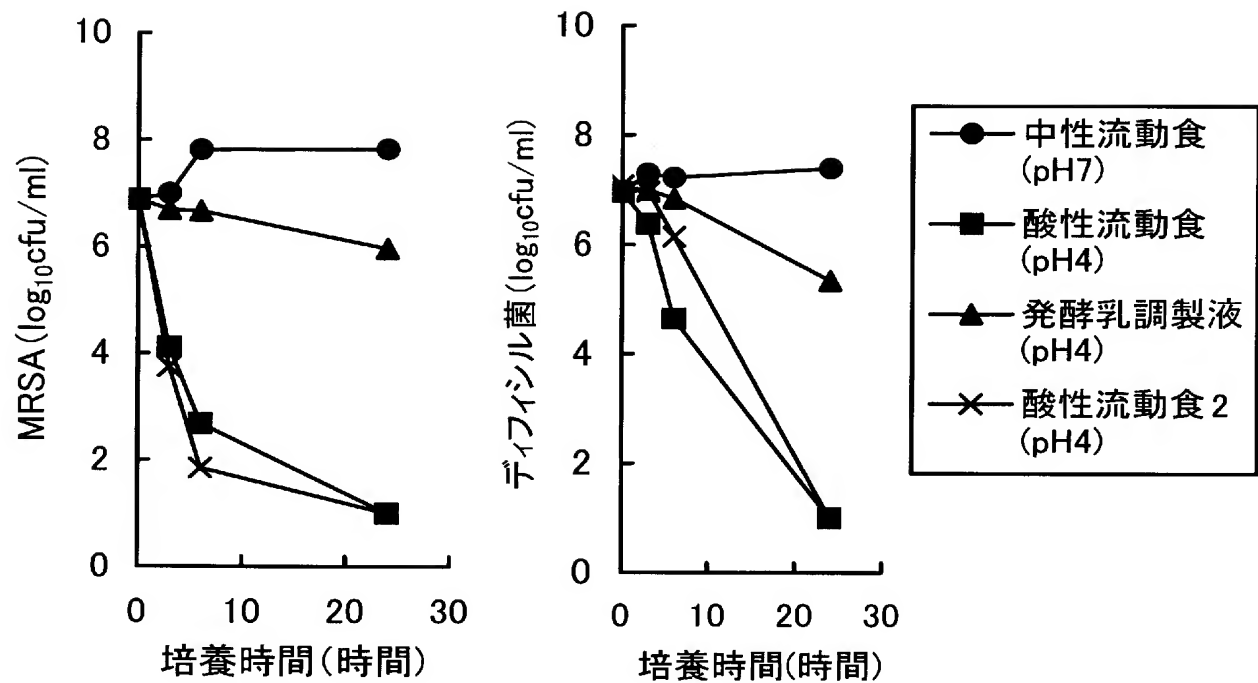 10
8
6
4
2
0
MRSA(log₁₀cfu/ml)
0 10 20 30
培養時間(時間)
10
8
6
4
2
0
ディフィシル菌(log₁₀cfu/ml)
0 10 20 30
培養時間(時間)
中性流動食
(pH7)
酸性流動食
(pH4)
発酵乳調製液
(pH4)
酸性流動食2
(pH4)